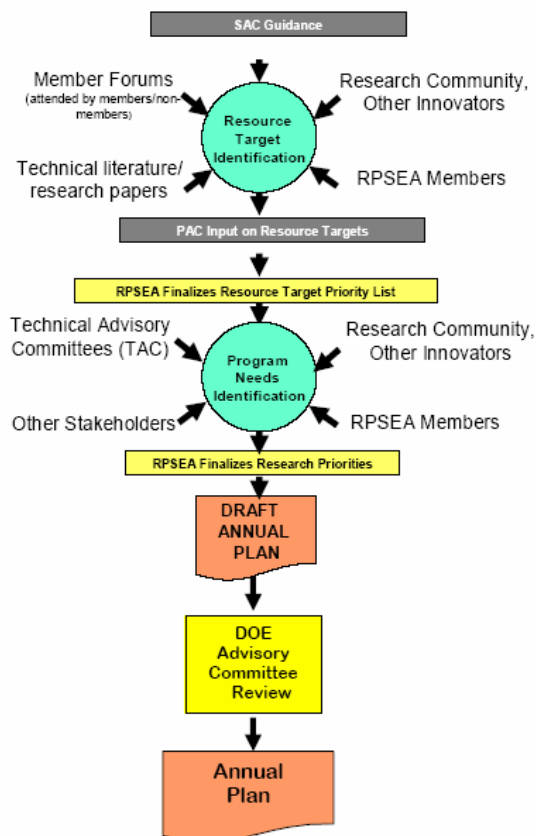 SAC Guidance
Member Forums
(attended by members/non-
members)
Research Community,
Other Innovators
Resource
Target
Identification
Technical literature/
research papers
RPSEA Members
PAC Input on Resource Targets
RPSEA Finalizes Resource Target Priority List
Technical Advisory
Committees (TAC)
Research Community,
Other Innovators
Program
Needs
Identification
Other Stakeholders
RPSEA Members
RPSEA Finalizes Research Priorities
DRAFT
ANNUAL
PLAN
DOE
Advisory
Committee
Review
Annual
Plan